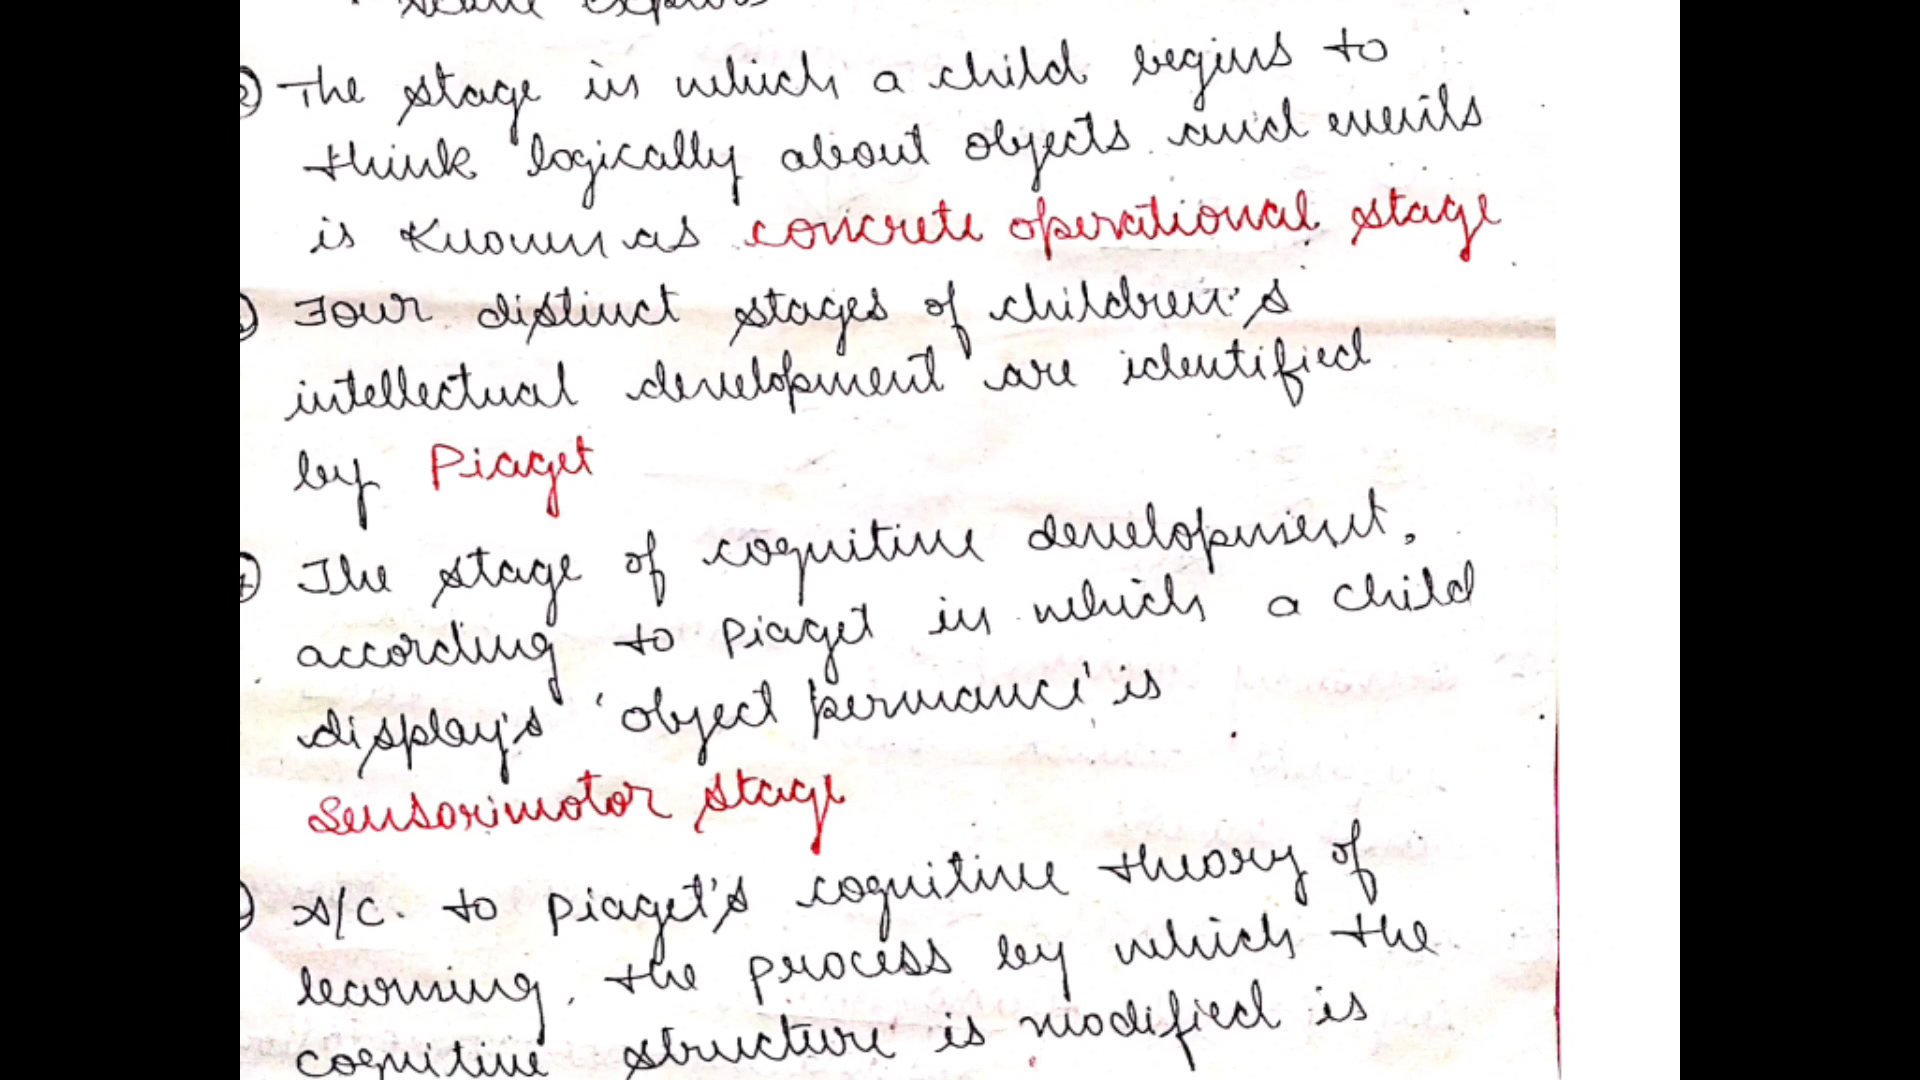 The stage in which a child begins to
think logically about objects and events
is known as concrete operational stage
Four distinct stages of children's
intellectual development are identified
by Piaget
The stage of cognitive development,
according to Piaget in which a child
display's 'object permance' is
Sensorimotor stage
A/c. to Piaget's cognitive theory of
learning, the process by which the
cognitive structure is modified is